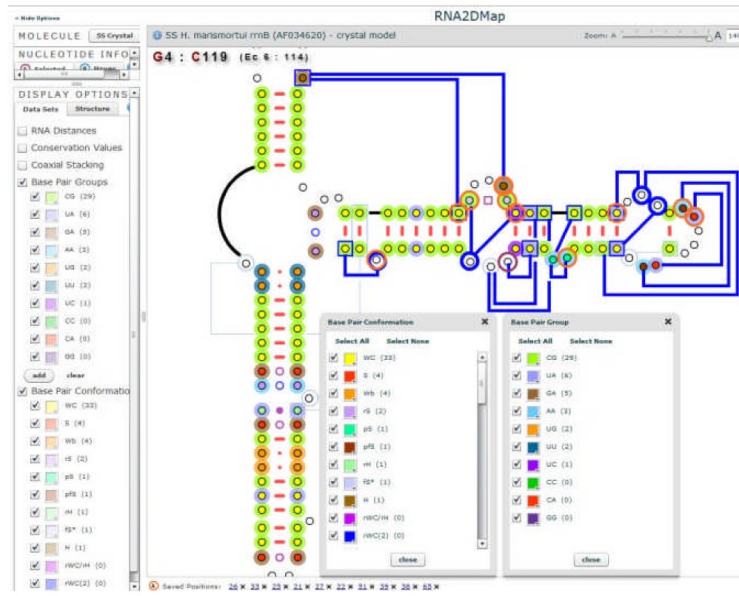 RNA2DMap
« Hide Options
MOLECULE 5S Crystal
5S H. marismortui rrnB (AF034620) - crystal model
Zoom: A A 140
NUCLEOTIDE INFO
Selected Hover
G4 : C119 (Ec 6 : 114)
DISPLAY OPTIONS
Data Sets Structure
RNA Distances
Conservation Values
Coaxial Stacking
Base Pair Groups
CG (29)
UA (6)
GA (5)
AA (3)
UG (2)
UU (2)
UC (1)
CC (0)
CA (0)
GG (0)
add clear
Base Pair Conformatio
WC (33)
S (4)
Wb (4)
rS (2)
pS (1)
pfS (1)
rH (1)
fS* (1)
H (1)
rWC/rH (0)
rWC(2) (0)
Base Pair Conformation
Select All Select None
WC (33)
S (4)
Wb (4)
rS (2)
pS (1)
pfS (1)
rH (1)
fS* (1)
H (1)
rWC/rH (0)
rWC(2) (0)
close
Base Pair Group
Select All Select None
CG (29)
UA (6)
GA (5)
AA (3)
UG (2)
UU (2)
UC (1)
CC (0)
CA (0)
GG (0)
close
Saved Positions: 26 33 25 21 27 22 31 39 38 65